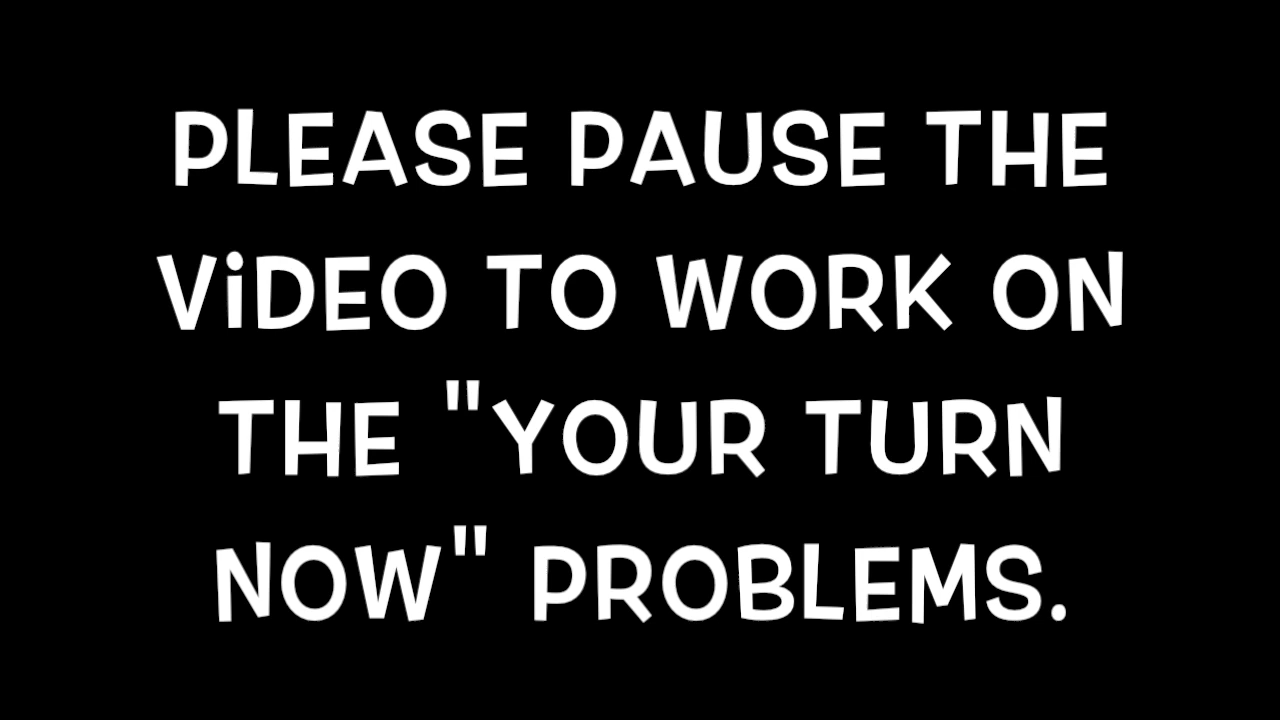 PLEASE PAUSE THE
ViDEO TO WORK ON
THE "YOUR TURN
NOW" PROBLEMS.